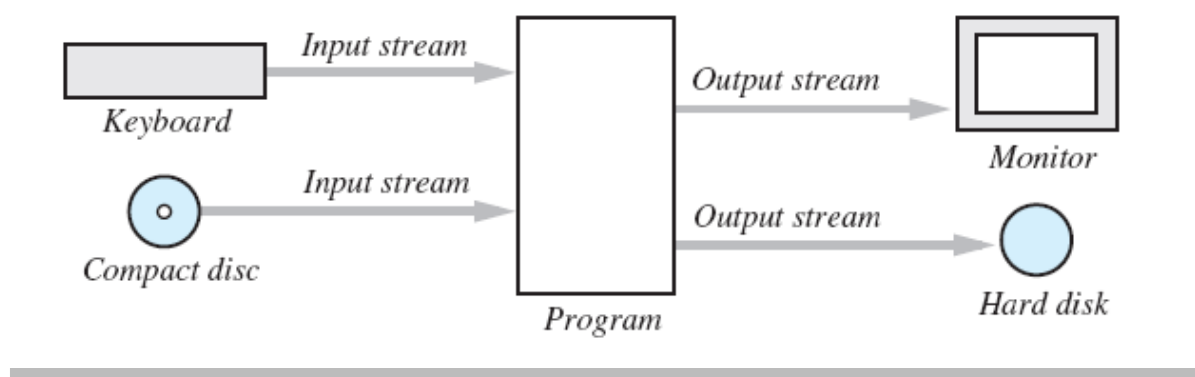 Input stream
Keyboard
Input stream
Compact disc
Program
Output stream
Monitor
Output stream
Hard disk